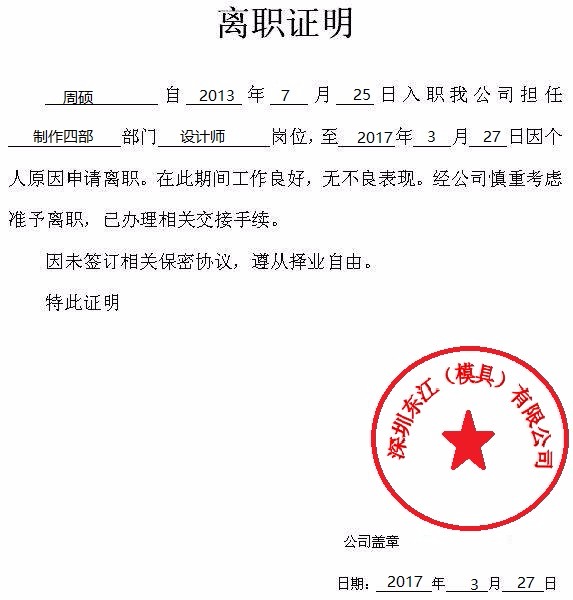 离职证明
周硕 自 2013 年 7 月 25 日入职我公司担任
制作四部 部门 设计师 岗位，至 2017年 3 月 27 日因个
人原因申请离职。在此期间工作良好，无不良表现。经公司慎重考虑
准予离职，已办理相关交接手续。
因未签订相关保密协议，遵从择业自由。
特此证明
深圳东江（模具）有限公司
公司盖章
日期：2017 年 3 月 27 日